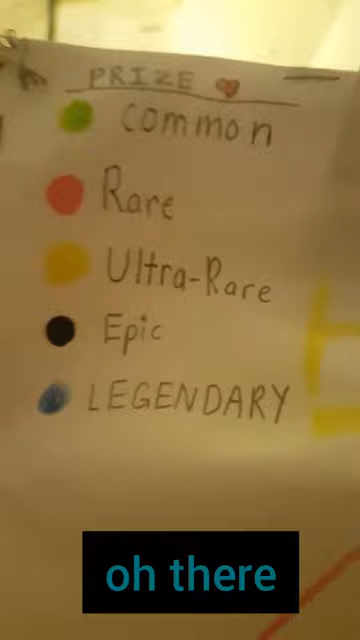 PRIZE
common
Rare
Ultra-Rare
Epic
LEGENDARY
oh there